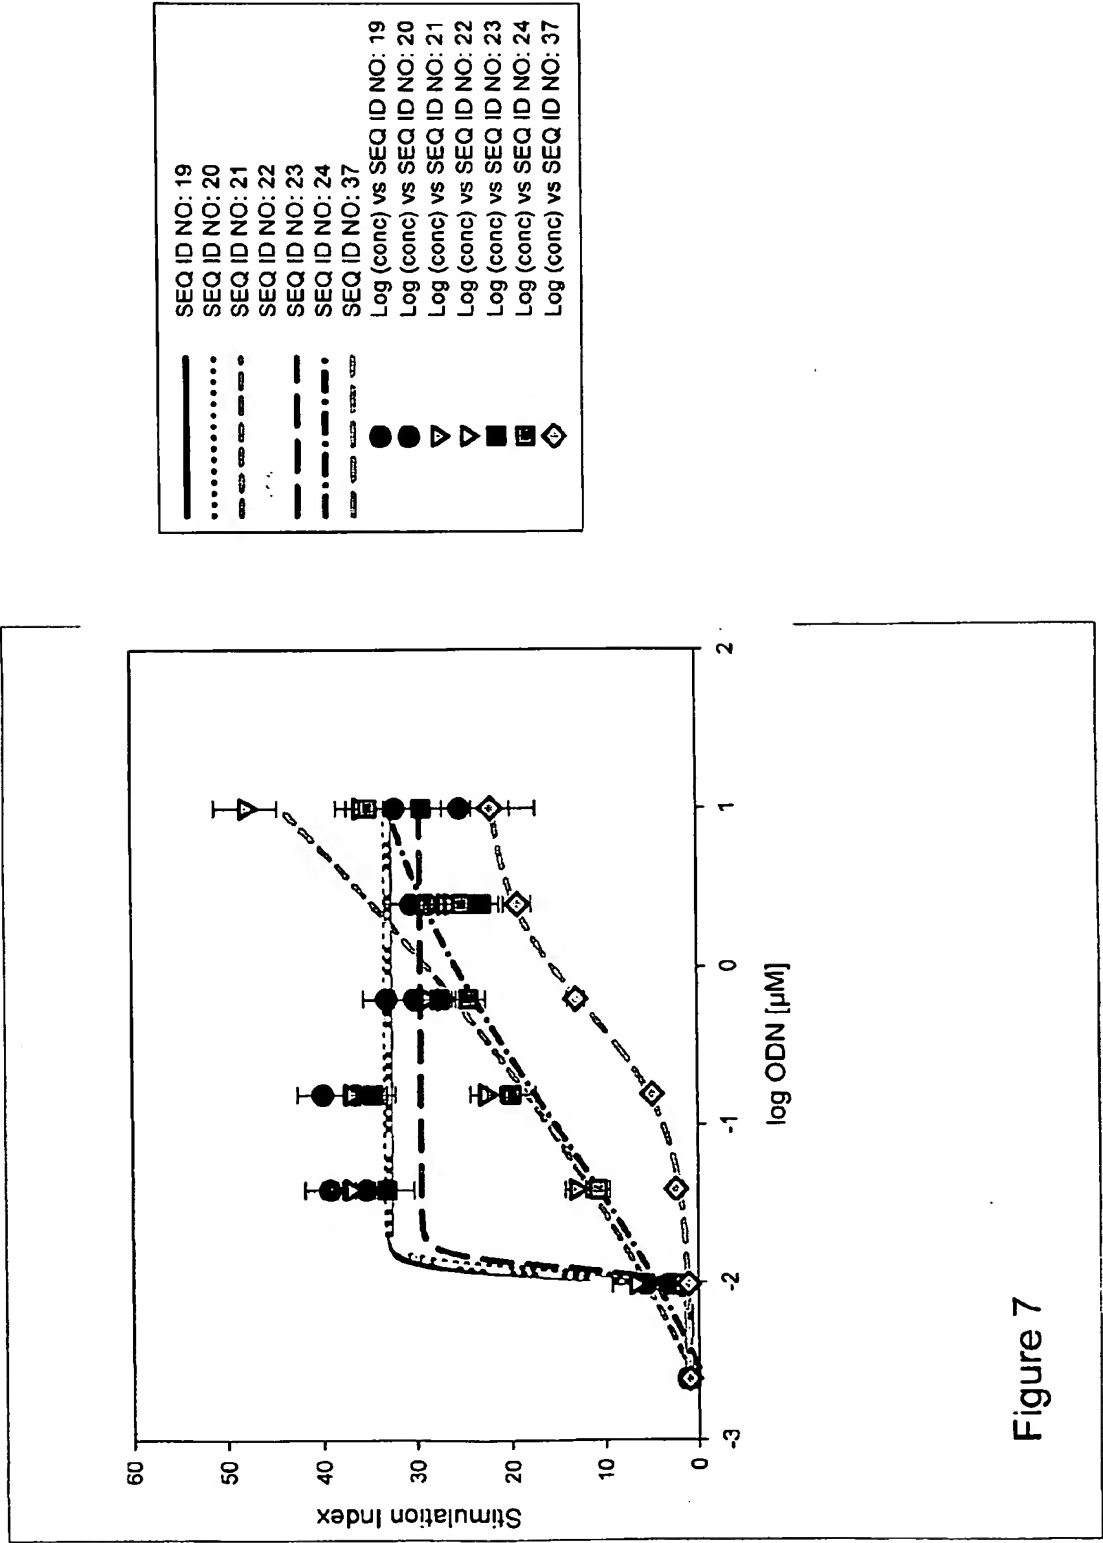 60
50
40
30
20
10
0
Stimulation Index
-3
-2
-1
0
1
2
log ODN [µM]
SEQ ID NO: 19
SEQ ID NO: 20
SEQ ID NO: 21
SEQ ID NO: 22
SEQ ID NO: 23
SEQ ID NO: 24
SEQ ID NO: 37
Log (conc) vs SEQ ID NO: 19
Log (conc) vs SEQ ID NO: 20
Log (conc) vs SEQ ID NO: 21
Log (conc) vs SEQ ID NO: 22
Log (conc) vs SEQ ID NO: 23
Log (conc) vs SEQ ID NO: 24
Log (conc) vs SEQ ID NO: 37
Figure 7